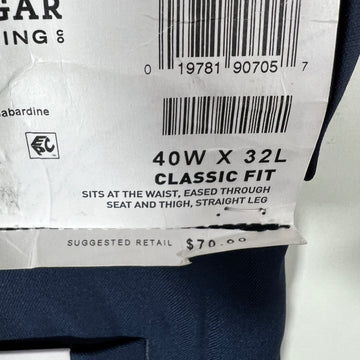 GAR
ING CO
abardine
0 19781 90705 7
40W X 32L
CLASSIC FIT
SITS AT THE WAIST, EASED THROUGH
SEAT AND THIGH, STRAIGHT LEG
SUGGESTED RETAIL